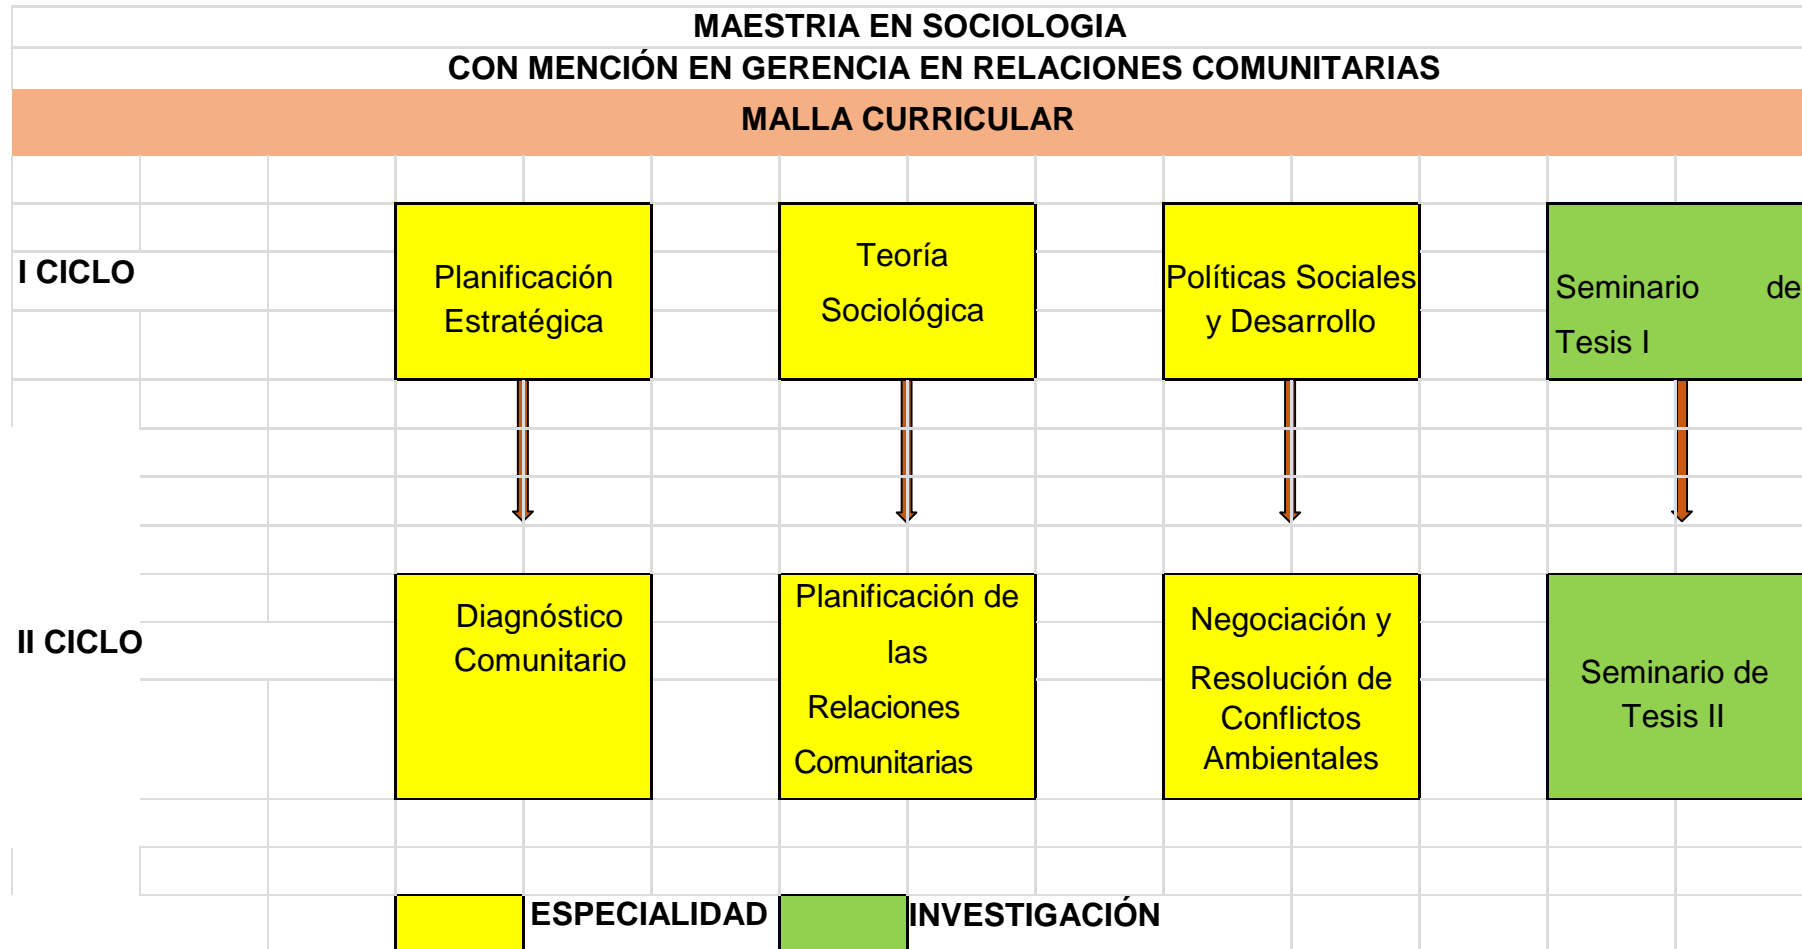 MAESTRIA EN SOCIOLOGIA
CON MENCIÓN EN GERENCIA EN RELACIONES COMUNITARIAS
MALLA CURRICULAR
I CICLO
Planificación
Estratégica
Teoría
Sociológica
Políticas Sociales
y Desarrollo
Seminario de
Tesis I
II CICLO
Diagnóstico
Comunitario
Planificación de
las
Relaciones
Comunitarias
Negociación y
Resolución de
Conflictos
Ambientales
Seminario de
Tesis II
ESPECIALIDAD
INVESTIGACIÓN